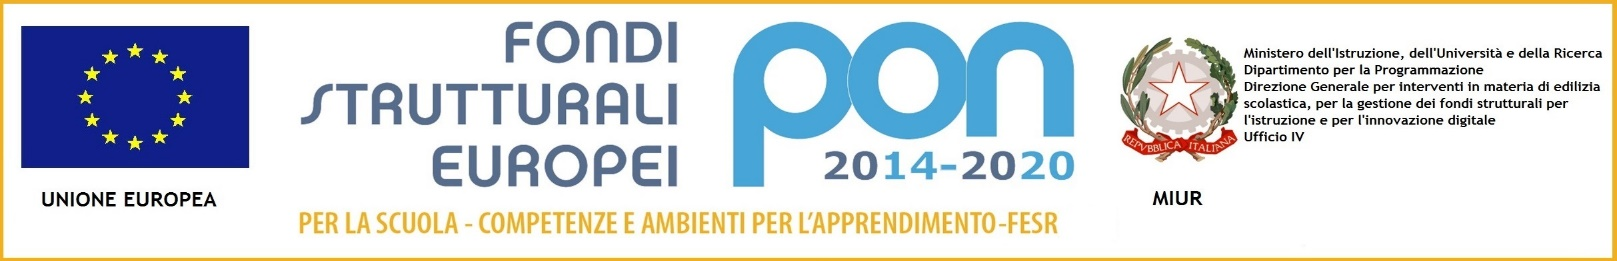 UNIONE EUROPEA
FONDI
STRUTTURALI
EUROPEI
pon
2014-2020
PER LA SCUOLA - COMPETENZE E AMBIENTI PER L'APPRENDIMENTO-FESR
REPVBBLICA ITALIANA
MIUR
Ministero dell'Istruzione, dell'Università e della Ricerca
Dipartimento per la Programmazione
Direzione Generale per interventi in materia di edilizia
scolastica, per la gestione dei fondi strutturali per
l'istruzione e per l'innovazione digitale
Ufficio IV